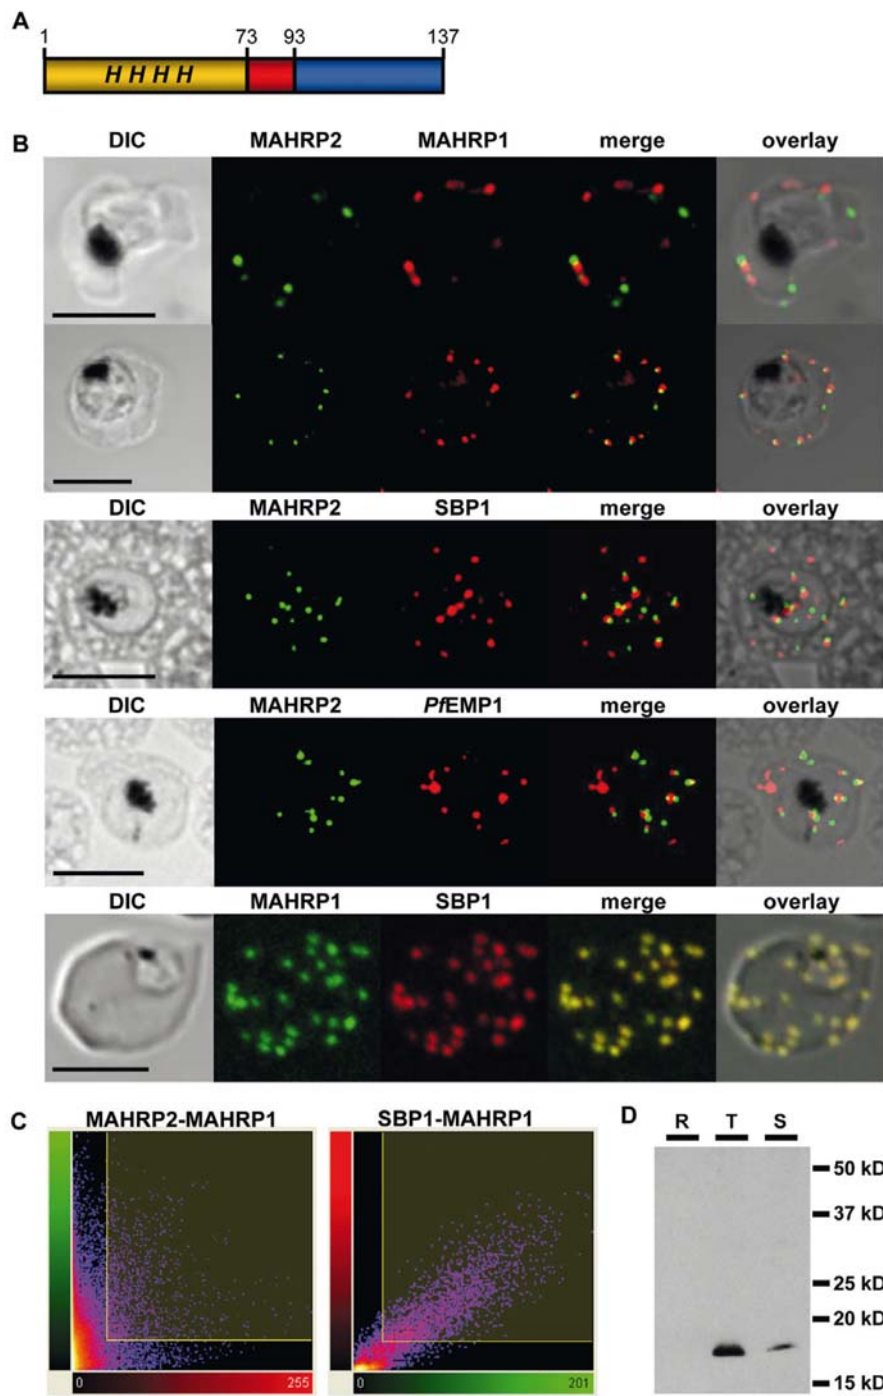 A
1 73 93 137
H H H H
B
DIC MAHRP2 MAHRP1 merge overlay
DIC MAHRP2 SBP1 merge overlay
DIC MAHRP2 PfEMP1 merge overlay
DIC MAHRP1 SBP1 merge overlay
C
MAHRP2-MAHRP1 SBP1-MAHRP1
0 255 0 201
D
R T S
50 kD
37 kD
25 kD
20 kD
15 kD